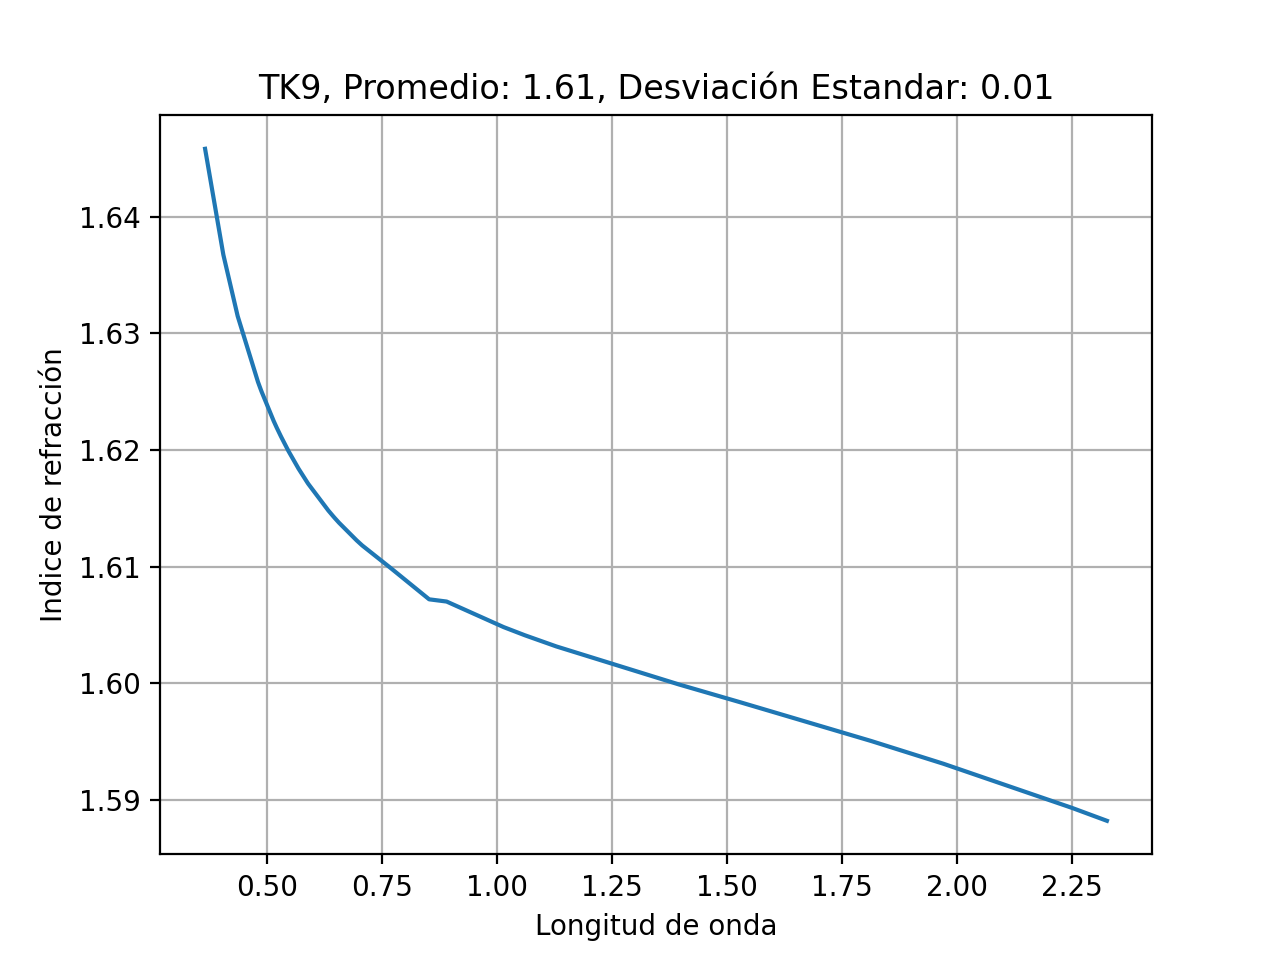 TK9, Promedio: 1.61, Desviación Estandar: 0.01
1.64
1.63
1.62
1.61
1.60
1.59
Indice de refracción
0.50 0.75 1.00 1.25 1.50 1.75 2.00 2.25
Longitud de onda